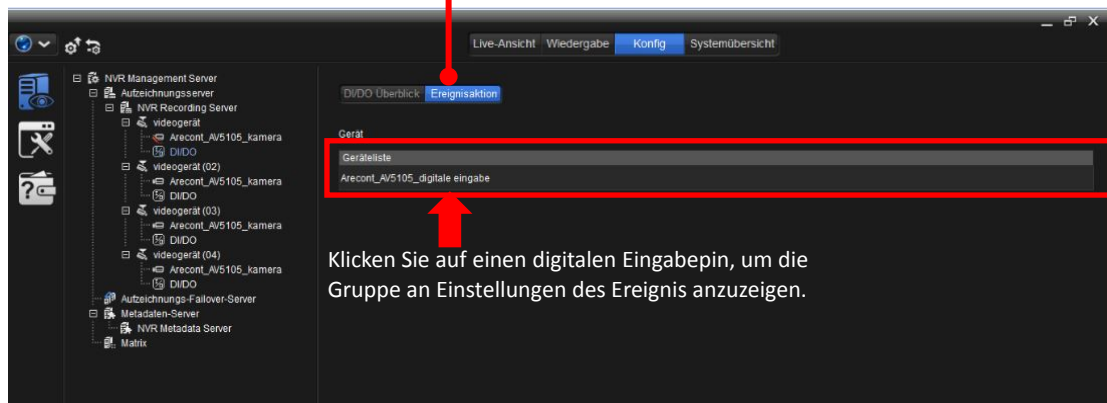 Live-Ansicht Wiedergabe Konfig Systemübersicht
NVR Management Server
Aufzeichnungsserver
NVR Recording Server
videogerät
Arecont_AV5105_kamera
DI/DO
videogerät (02)
Arecont_AV5105_kamera
DI/DO
videogerät (03)
Arecont_AV5105_kamera
DI/DO
videogerät (04)
Arecont_AV5105_kamera
DI/DO
Aufzeichnungs-Failover-Server
Metadaten-Server
NVR Metadata Server
Matrix
DI/DO Überblick Ereignisaktion
Gerät
Geräteliste
Arecont_AV5105_digitale eingabe
Klicken Sie auf einen digitalen Eingabepin, um die
Gruppe an Einstellungen des Ereignis anzuzeigen.